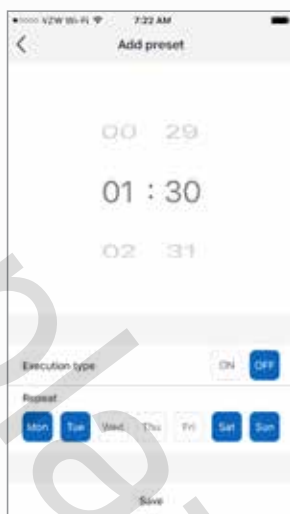 VZW Wi-Fi 7:22 AM
Add preset
00 29
01 : 30
02 31
Execution type ON OFF
Repeat
Mon Tue Wed Thu Fri Sat Sun
Save